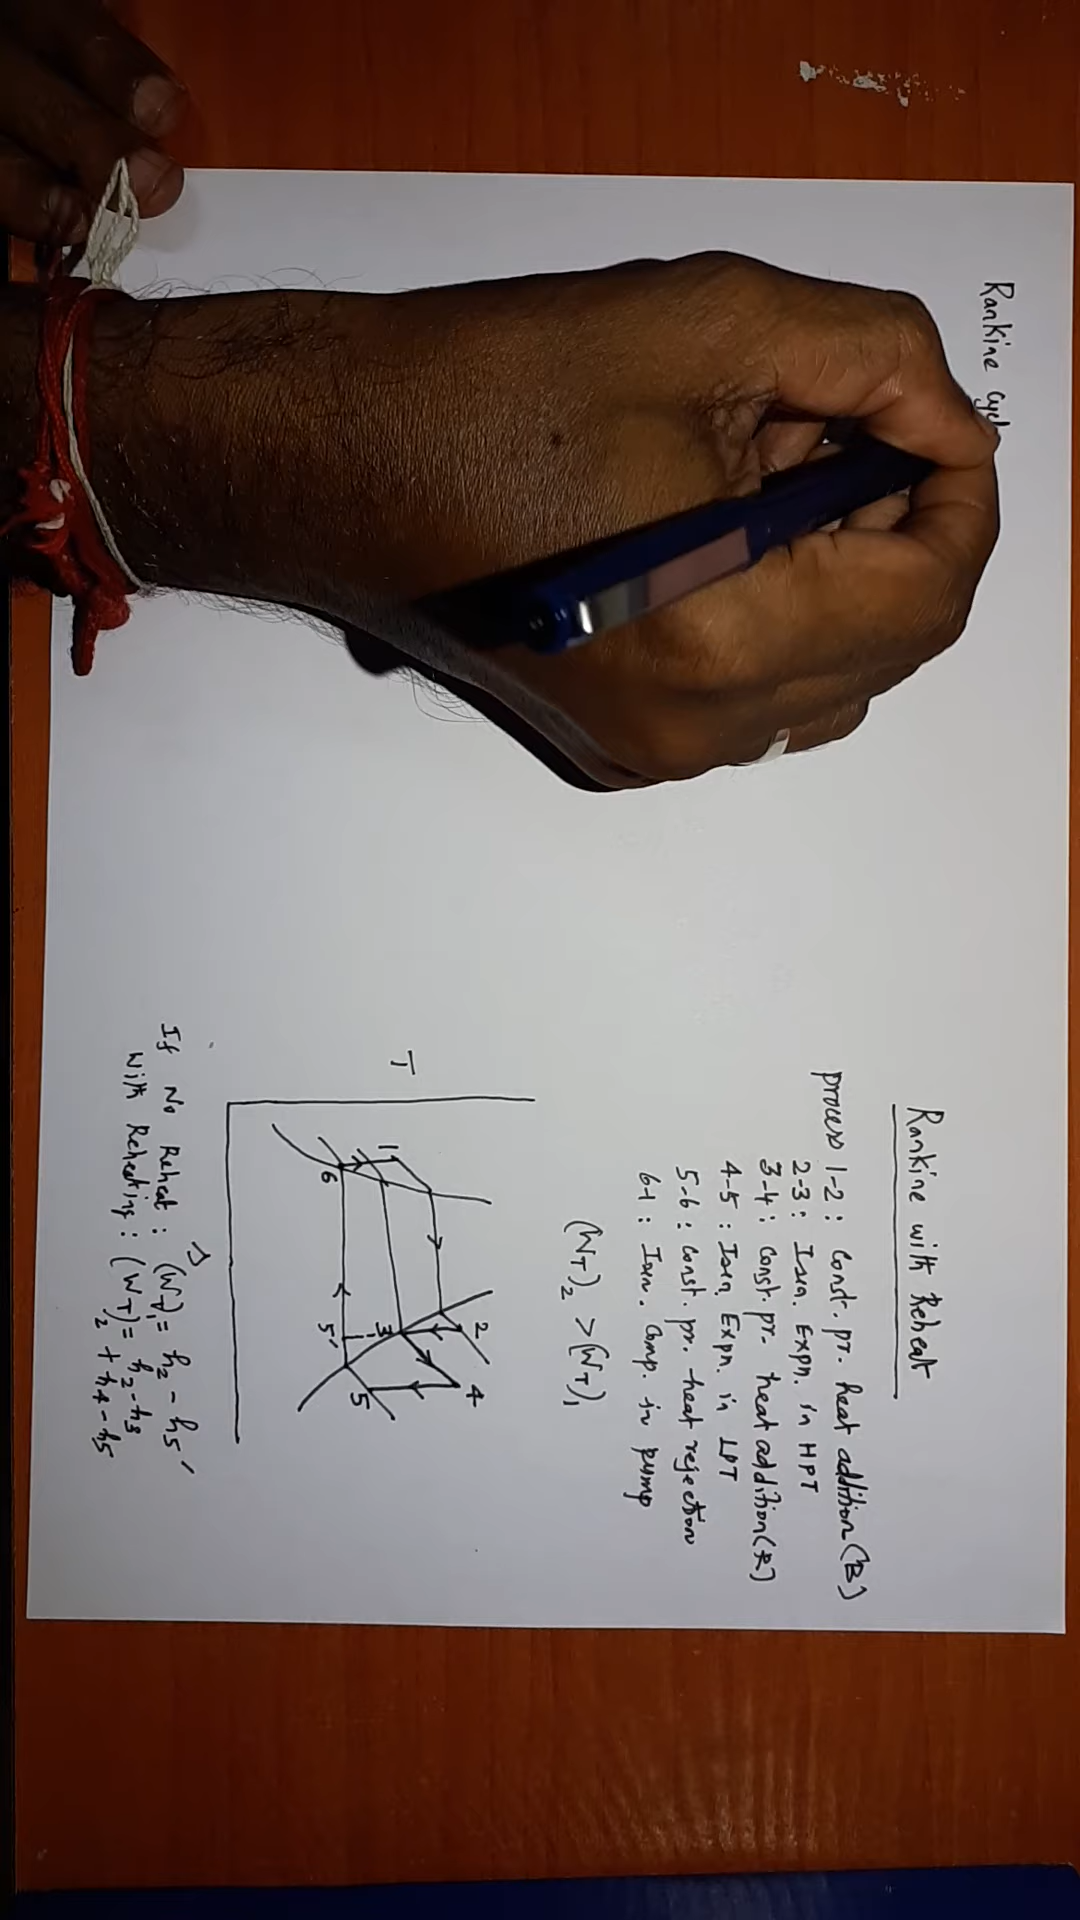 Rankine cycl
Rankine with Reheat
process 1-2 : Constr. pr. heat addition (B)
2-3 : Isen. Expn. in HPT
3-4 : Const. pr. heat addition (R)
4-5 : Isen. Expn. in LPT
5-6 : Const. pr. heat rejection
6-1 : Isen. Comp. in pump
(WT)2 > (WT)1
T
1
2
3
4
5
5'
6
If No Reheat : (WT)1 = h2 - h5'
With Reheating : (WT)2 = h2 - h3
+ h4 - h5